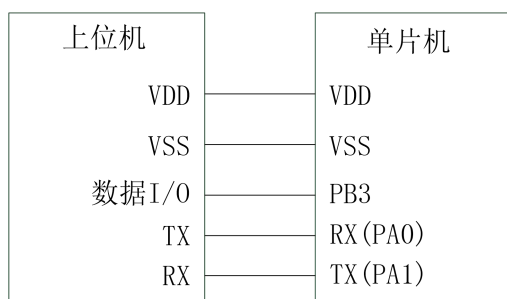 上位机 单片机
VDD VDD
VSS VSS
数据I/O PB3
TX RX(PA0)
RX TX(PA1)